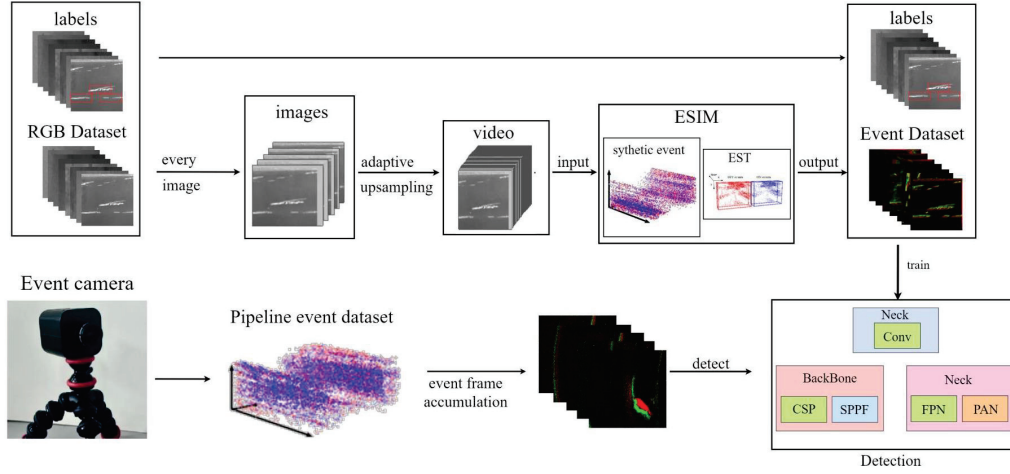 labels
RGB Dataset
every
image
images
adaptive
upsampling
video
input
ESIM
sythetic event
EST
output
labels
Event Dataset
train
Event camera
Pipeline event dataset
event frame
accumulation
detect
Neck
Conv
BackBone
CSP
SPPF
Neck
FPN
PAN
Detection